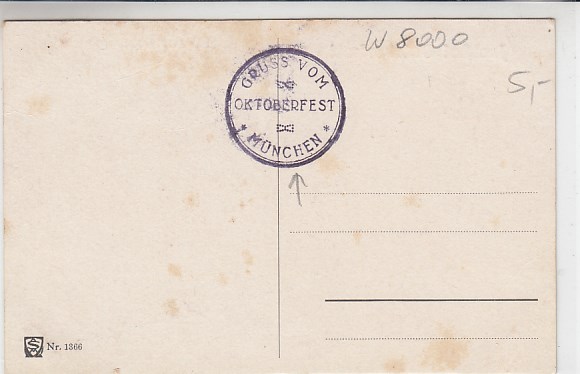 W 8000
5,-
GRUSS VOM
OKTOBERFEST
* MÜNCHEN *
Nr. 1366